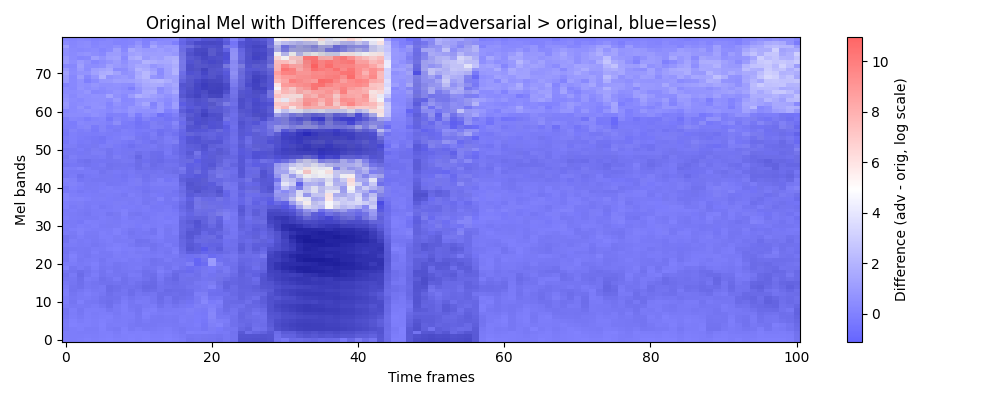 Original Mel with Differences (red=adversarial > original, blue=less)
Mel bands
70
60
50
40
30
20
10
0
0 20 40 60 80 100
Time frames
10
8
6
4
2
0
Difference (adv - orig, log scale)